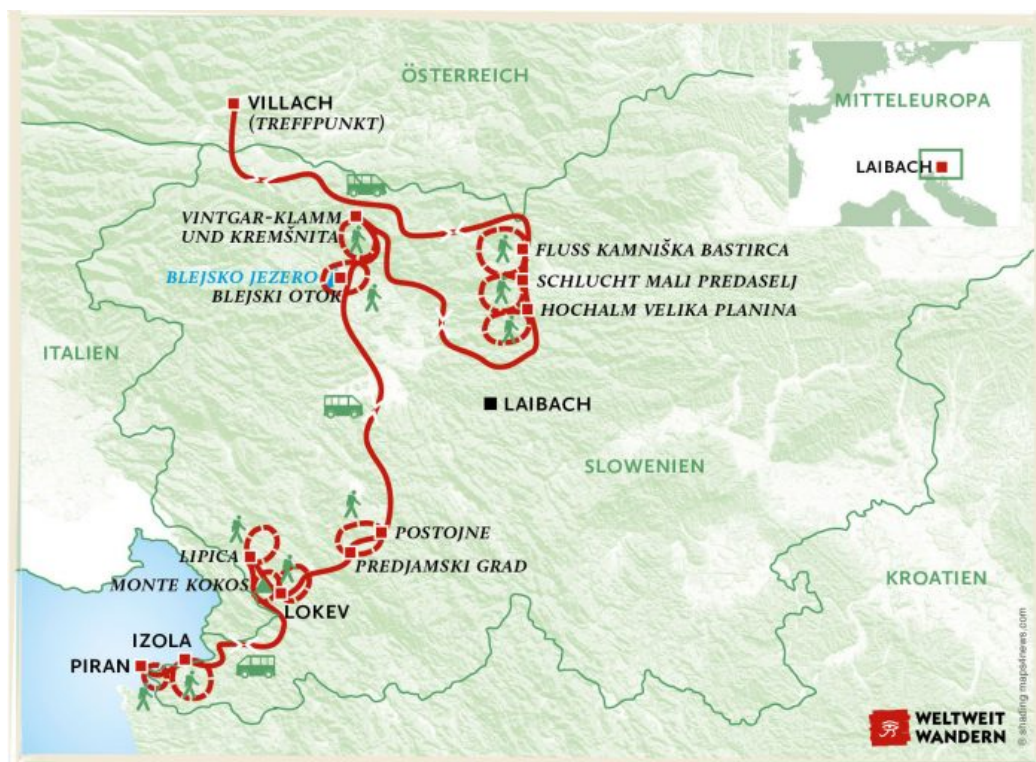 ÖSTERREICH
MITTELEUROPA
LAIBACH
VILLACH
(TREFFPUNKT)
VINTGAR-KLAMM
UND KREMŠNITA
FLUSS KAMNIŠKA BASTIRCA
BLEJSKO JEZERO
BLEJSKI OTOK
SCHLUCHT MALI PREDASELJ
HOCHALM VELIKA PLANINA
ITALIEN
LAIBACH
SLOWENIEN
POSTOJNE
LIPICA
PREDJAMSKI GRAD
MONTE KOKOS
LOKEV
KROATIEN
IZOLA
PIRAN
WELTWEIT
WANDERN
© shading maps4news.com